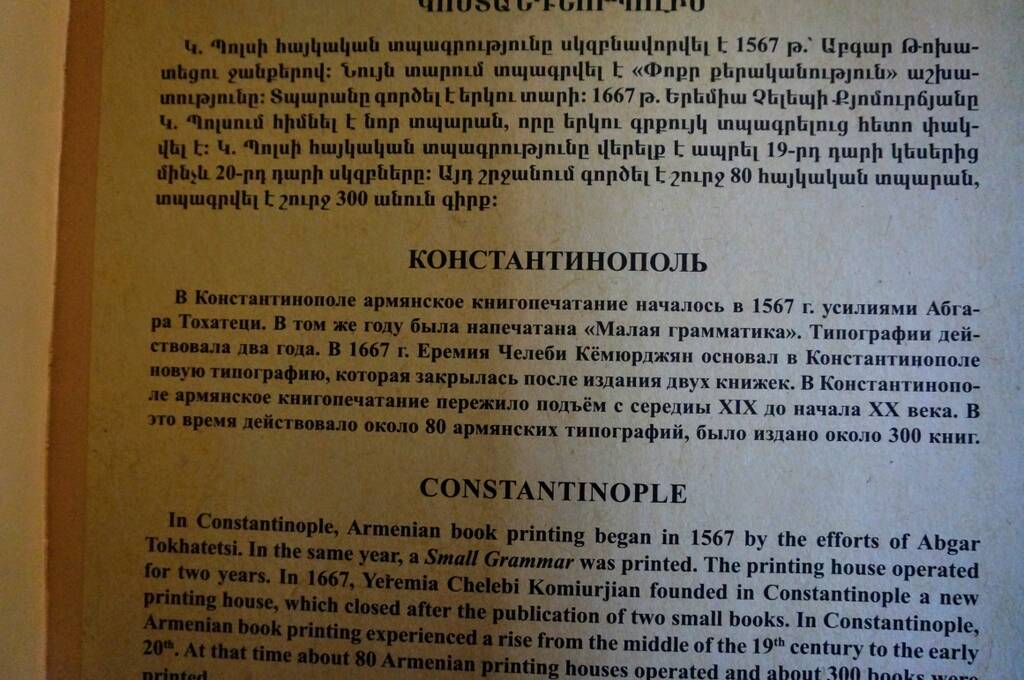 ԿՈՍՏԱՆԴՆՈՒՊՈԼԻՍ
Կ. Պոլսի հայկական տպագրությունը սկզբնավորվել է 1567 թ.՝ Աբգար Թոխա-
տեցու ջանքերով: Նույն տարում տպագրվել է «Փոքր քերականություն» աշխա-
տությունը: Տպարանը գործել է երկու տարի: 1667 թ. Երեմիա Չելեպի Քյոմուրճյանը
Կ. Պոլսում հիմնել է նոր տպարան, որը երկու գրքույկ տպագրելուց հետո փակ-
վել է: Կ. Պոլսի հայկական տպագրությունը վերելք է ապրել 19-րդ դարի կեսերից
մինչև 20-րդ դարի սկզբները: Այդ շրջանում գործել է շուրջ 80 հայկական տպարան,
տպագրվել է շուրջ 300 անուն գիրք:
КОНСТАНТИНОПОЛЬ
В Константинополе армянское книгопечатание началось в 1567 г. усилиями Абга-
ра Тохатеци. В том же году была напечатана «Малая грамматика». Типографии дей-
ствовала два года. В 1667 г. Еремия Челеби Кёмюрджян основал в Константинополе
новую типографию, которая закрылась после издания двух книжек. В Константинопо-
ле армянское книгопечатание пережило подъём с середиы XIX до начала XX века. В
это время действовало около 80 армянских типографий, было издано около 300 книг.
CONSTANTINOPLE
In Constantinople, Armenian book printing began in 1567 by the efforts of Abgar
Tokhatetsi. In the same year, a Small Grammar was printed. The printing house operated
for two years. In 1667, Yeremia Chelebi Komiurjian founded in Constantinople a new
printing house, which closed after the publication of two small books. In Constantinople,
Armenian book printing experienced a rise from the middle of the 19th century to the early
20th. At that time about 80 Armenian printing houses operated and about 300 books were
printed.